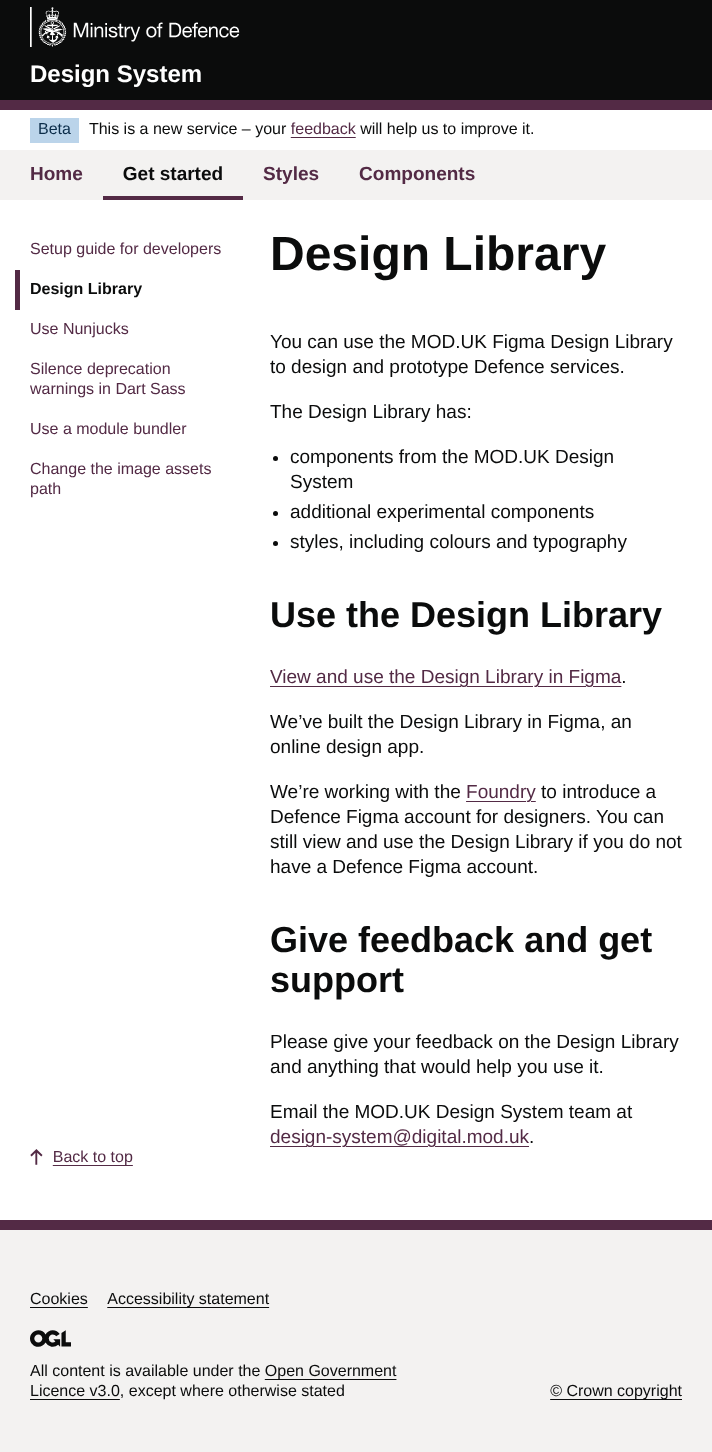 Ministry of Defence
Design System
Beta This is a new service – your feedback will help us to improve it.
Home Get started Styles Components
Setup guide for developers
Design Library
Use Nunjucks
Silence deprecation
warnings in Dart Sass
Use a module bundler
Change the image assets
path
Design Library
You can use the MOD.UK Figma Design Library
to design and prototype Defence services.
The Design Library has:
• components from the MOD.UK Design
System
• additional experimental components
• styles, including colours and typography
Use the Design Library
View and use the Design Library in Figma.
We’ve built the Design Library in Figma, an
online design app.
We’re working with the Foundry to introduce a
Defence Figma account for designers. You can
still view and use the Design Library if you do not
have a Defence Figma account.
Give feedback and get
support
Please give your feedback on the Design Library
and anything that would help you use it.
Email the MOD.UK Design System team at
design-system@digital.mod.uk.
↑ Back to top
Cookies Accessibility statement
OGL
All content is available under the Open Government
Licence v3.0, except where otherwise stated
© Crown copyright